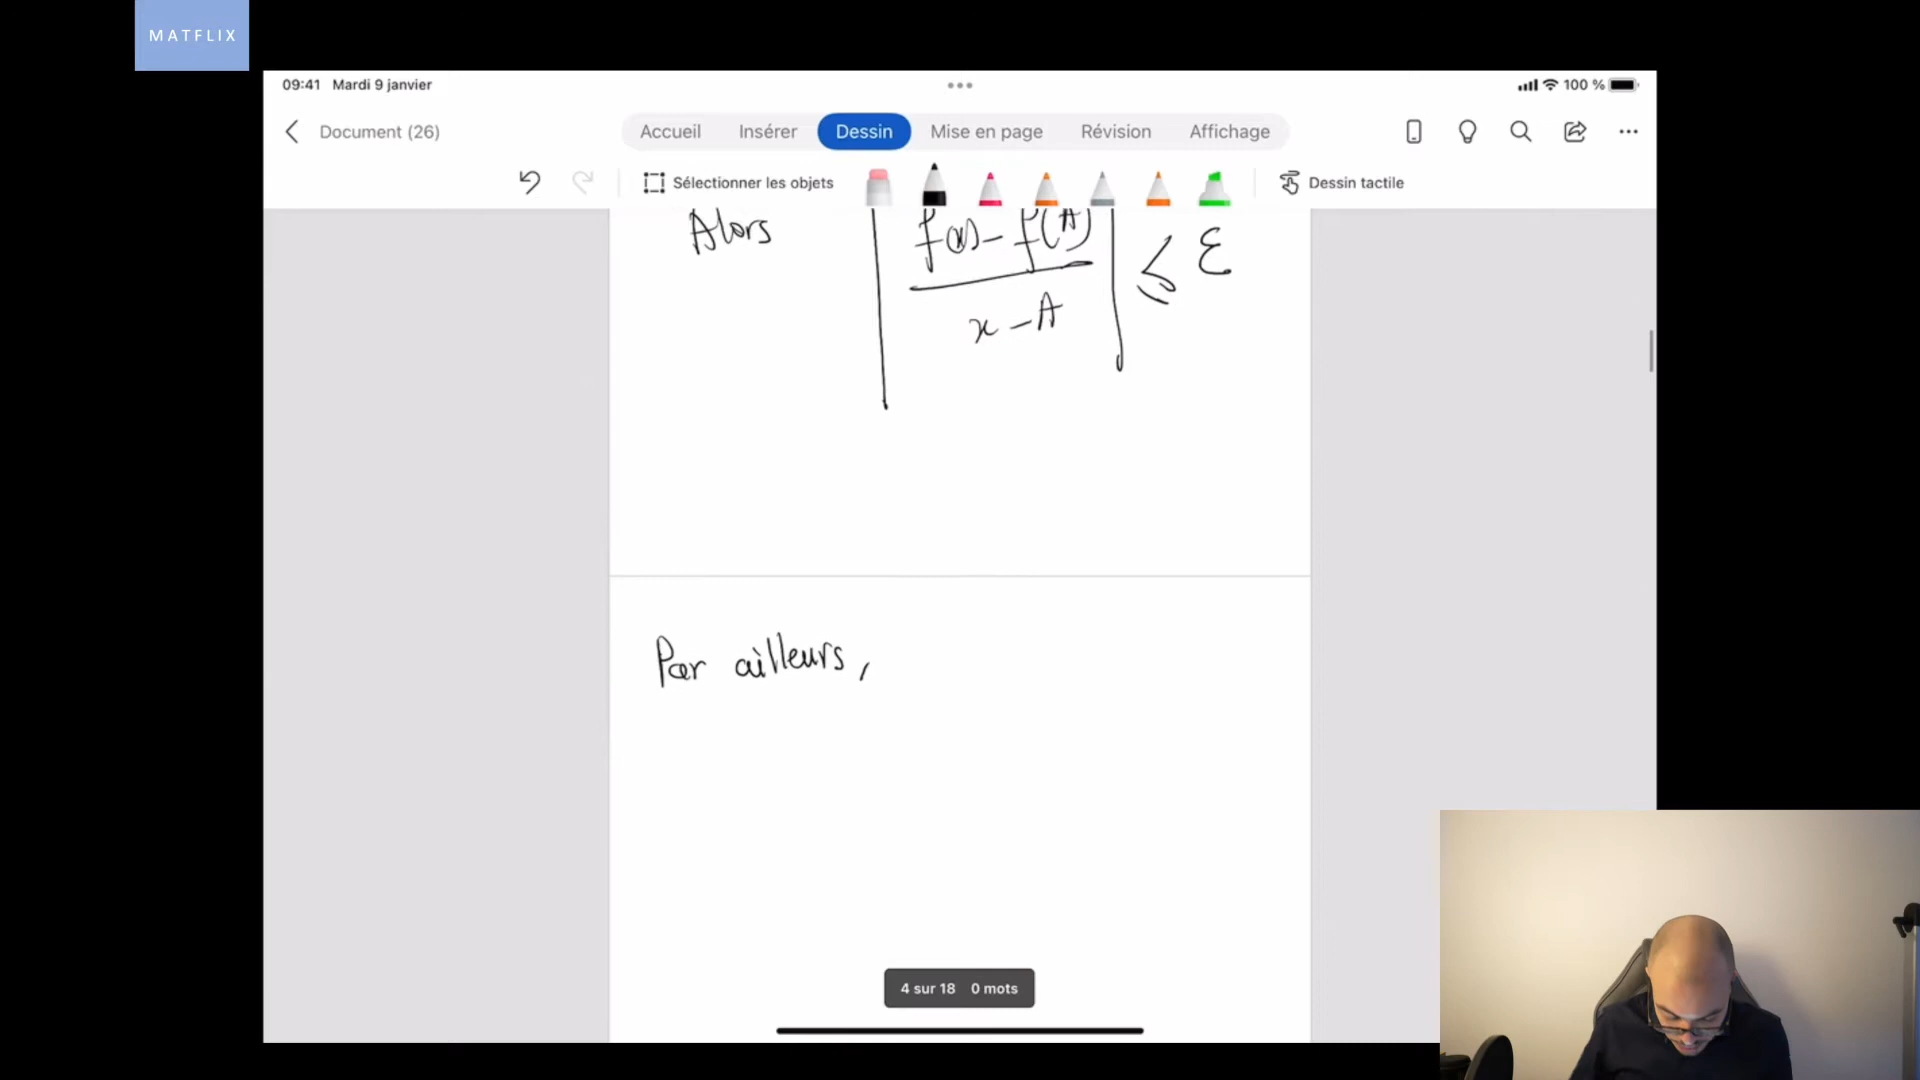 MATFLIX
09:41 Mardi 9 janvier
100 %
Document (26)
Accueil Insérer Dessin Mise en page Révision Affichage
Sélectionner les objets
Dessin tactile
Alors | f(x) – f(A) / x – A | ≤ ε
Par ailleurs,
4 sur 18 0 mots